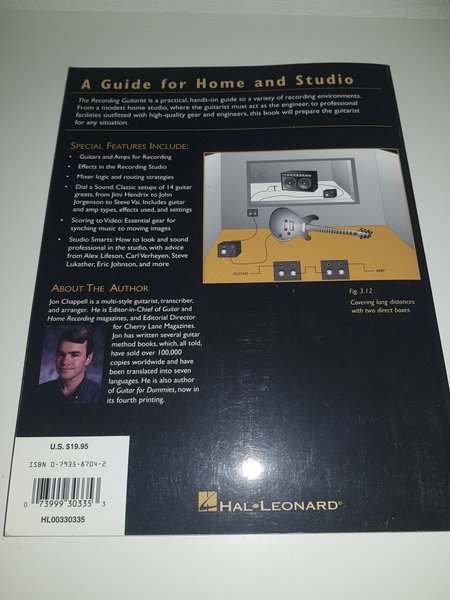 A Guide for Home and Studio
The Recording Guitarist is a practical, hands-on guide to a variety of recording environments.
From a modest home studio, where the guitarist must act as the engineer, to professional
facilities outfitted with high-quality gear and engineers, this book will prepare the guitarist
for any situation.
SPECIAL FEATURES INCLUDE:
• Guitars and Amps for Recording
• Effects in the Recording Studio
• Mixer logic and routing strategies
• Dial a Sound: Classic setups of 14 guitar
greats, from Jimi Hendrix to John
Jorgenson to Steve Vai. Includes guitar
and amp types, effects used, and settings
• Scoring to Video: Essential gear for
synching music to moving images
• Studio Smarts: How to look and sound
professional in the studio, with advice
from Alex Lifeson, Carl Verheyen, Steve
Lukather, Eric Johnson, and more
GUITAR
AMP
Fig. 3.12
Covering long distances
with two direct boxes
ABOUT THE AUTHOR
Jon Chappell is a multi-style guitarist, transcriber,
and arranger. He is Editor-in-Chief of Guitar and
Home Recording magazines, and Editorial Director
for Cherry Lane Magazines.
Jon has written several guitar
method books, which, all told,
have sold over 100,000
copies worldwide and have
been translated into seven
languages. He is also author
of Guitar for Dummies, now in
its fourth printing.
U.S. $19.95
ISBN 0-7935-8704-2
0 73999 30335 3
HL00330335
HAL•LEONARD®